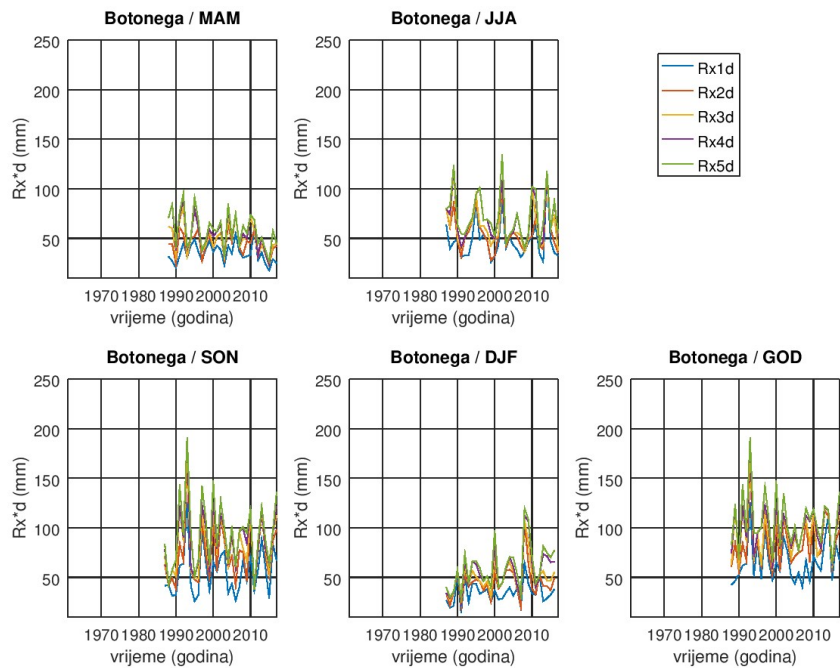 Botonega / MAM
250
200
150
100
50
Rx*d (mm)
1970 1980 1990 2000 2010
vrijeme (godina)
Botonega / JJA
250
200
150
100
50
Rx*d (mm)
1970 1980 1990 2000 2010
vrijeme (godina)
Rx1d
Rx2d
Rx3d
Rx4d
Rx5d
Botonega / SON
250
200
150
100
50
Rx*d (mm)
1970 1980 1990 2000 2010
vrijeme (godina)
Botonega / DJF
250
200
150
100
50
Rx*d (mm)
1970 1980 1990 2000 2010
vrijeme (godina)
Botonega / GOD
250
200
150
100
50
Rx*d (mm)
1970 1980 1990 2000 2010
vrijeme (godina)